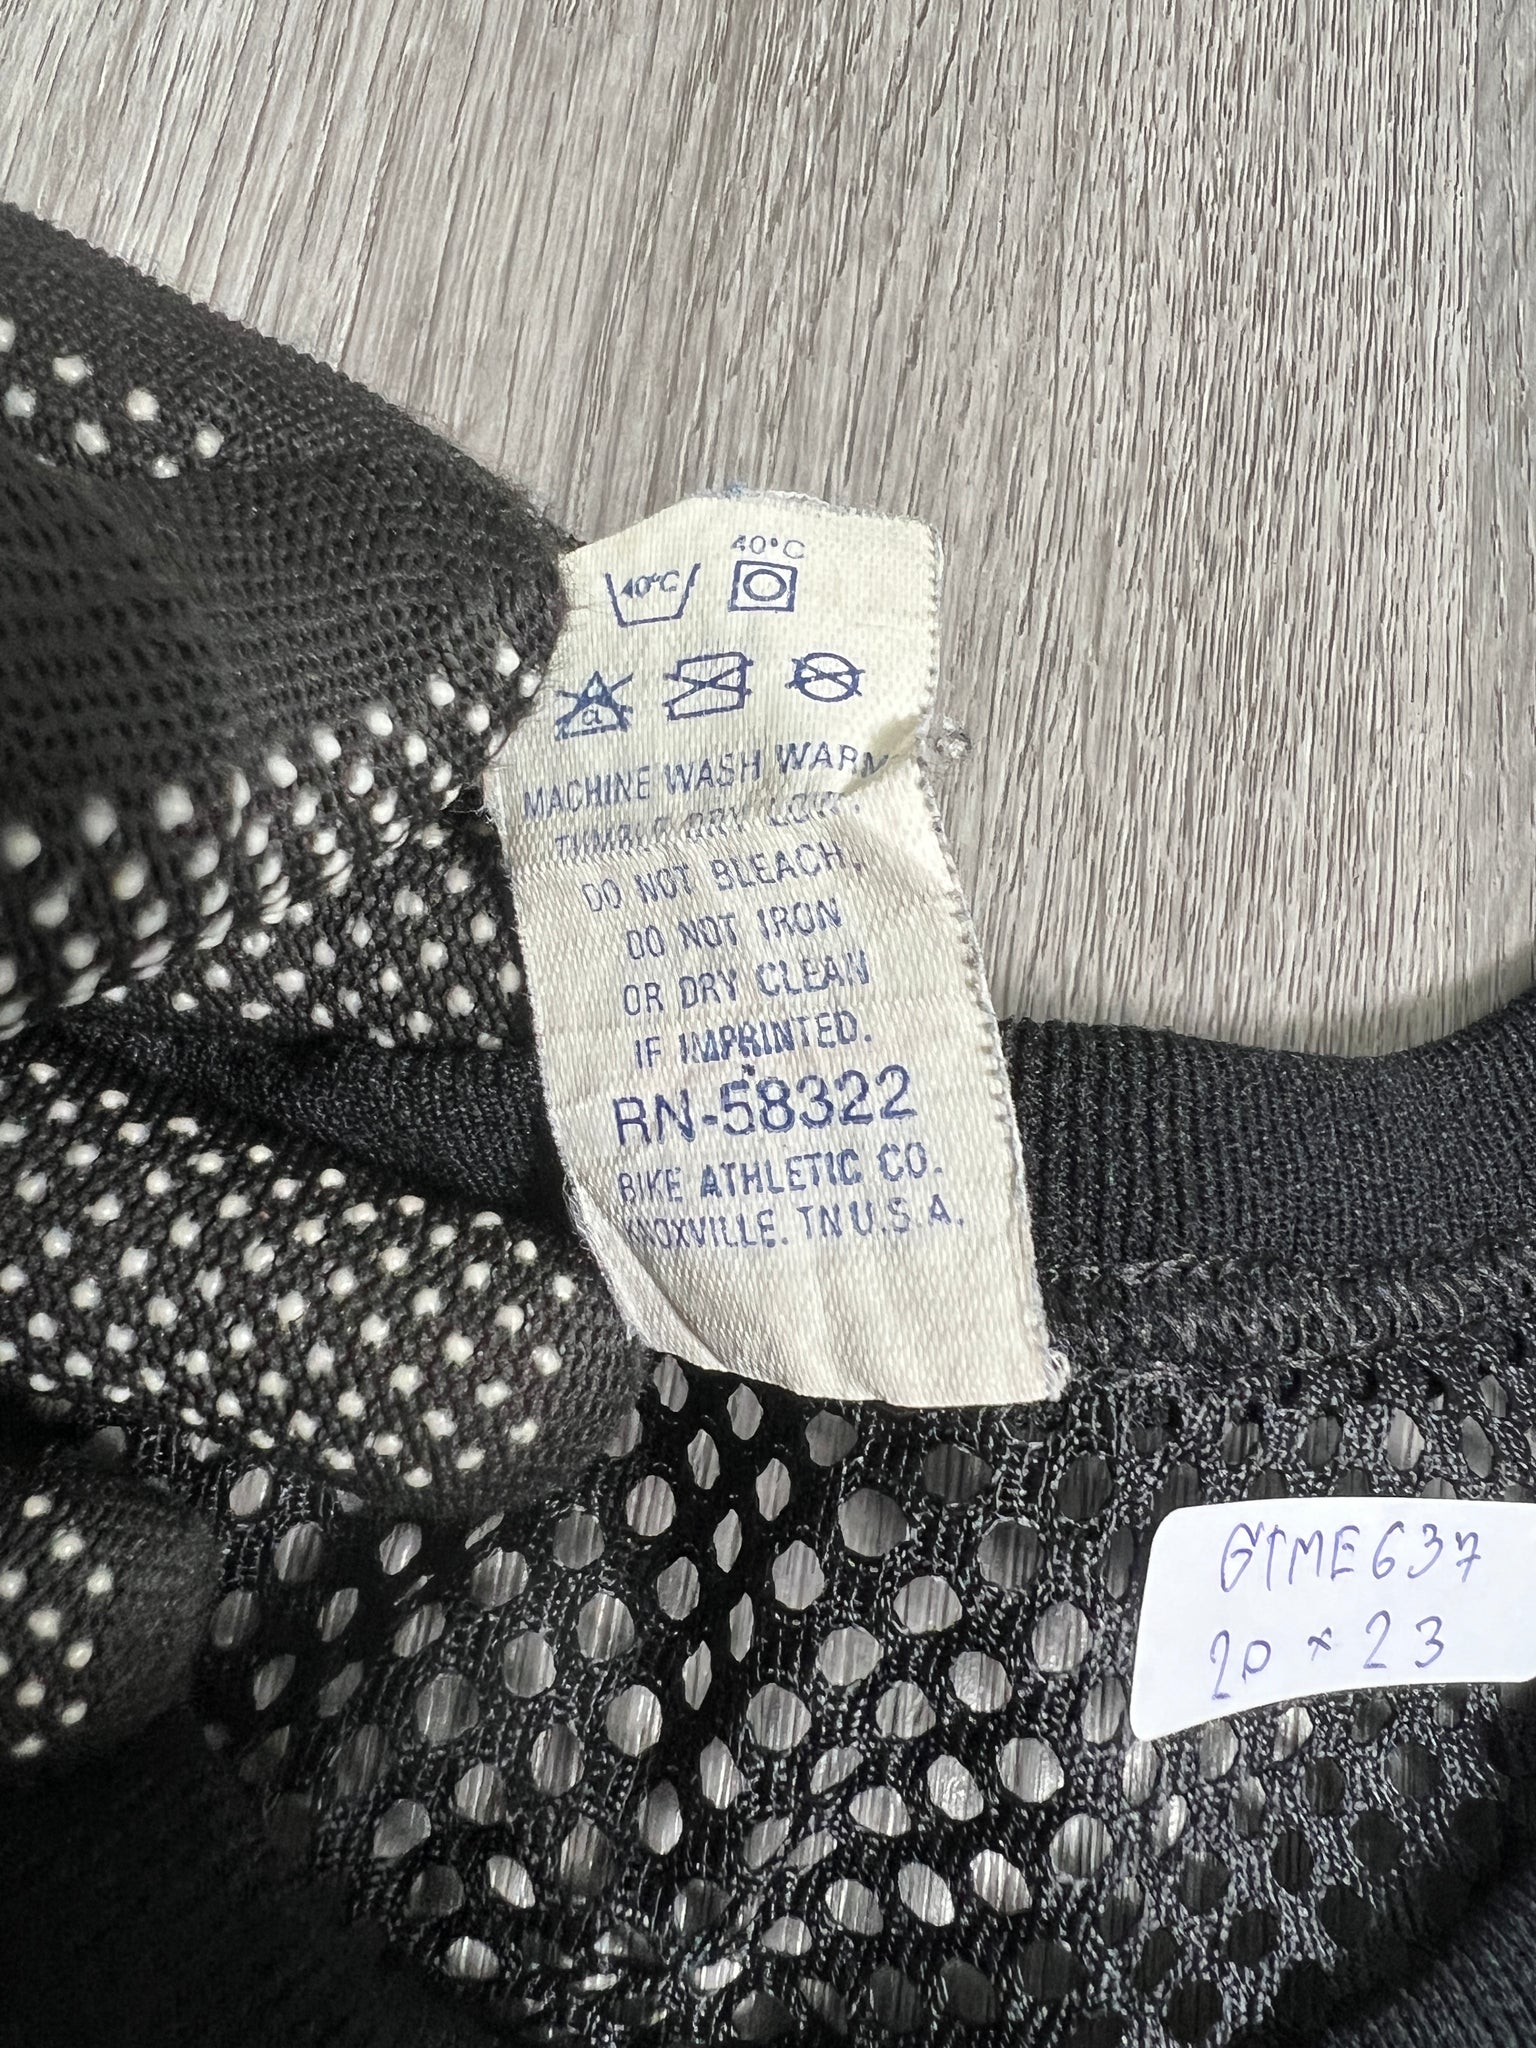 40°C
40°C
a
MACHINE WASH WARM
TUMBLE DRY LOW.
DO NOT BLEACH.
DO NOT IRON
OR DRY CLEAN
IF IMPRINTED.
RN-58322
BIKE ATHLETIC CO.
KNOXVILLE. TN U.S.A.
GTME637
20 x 23